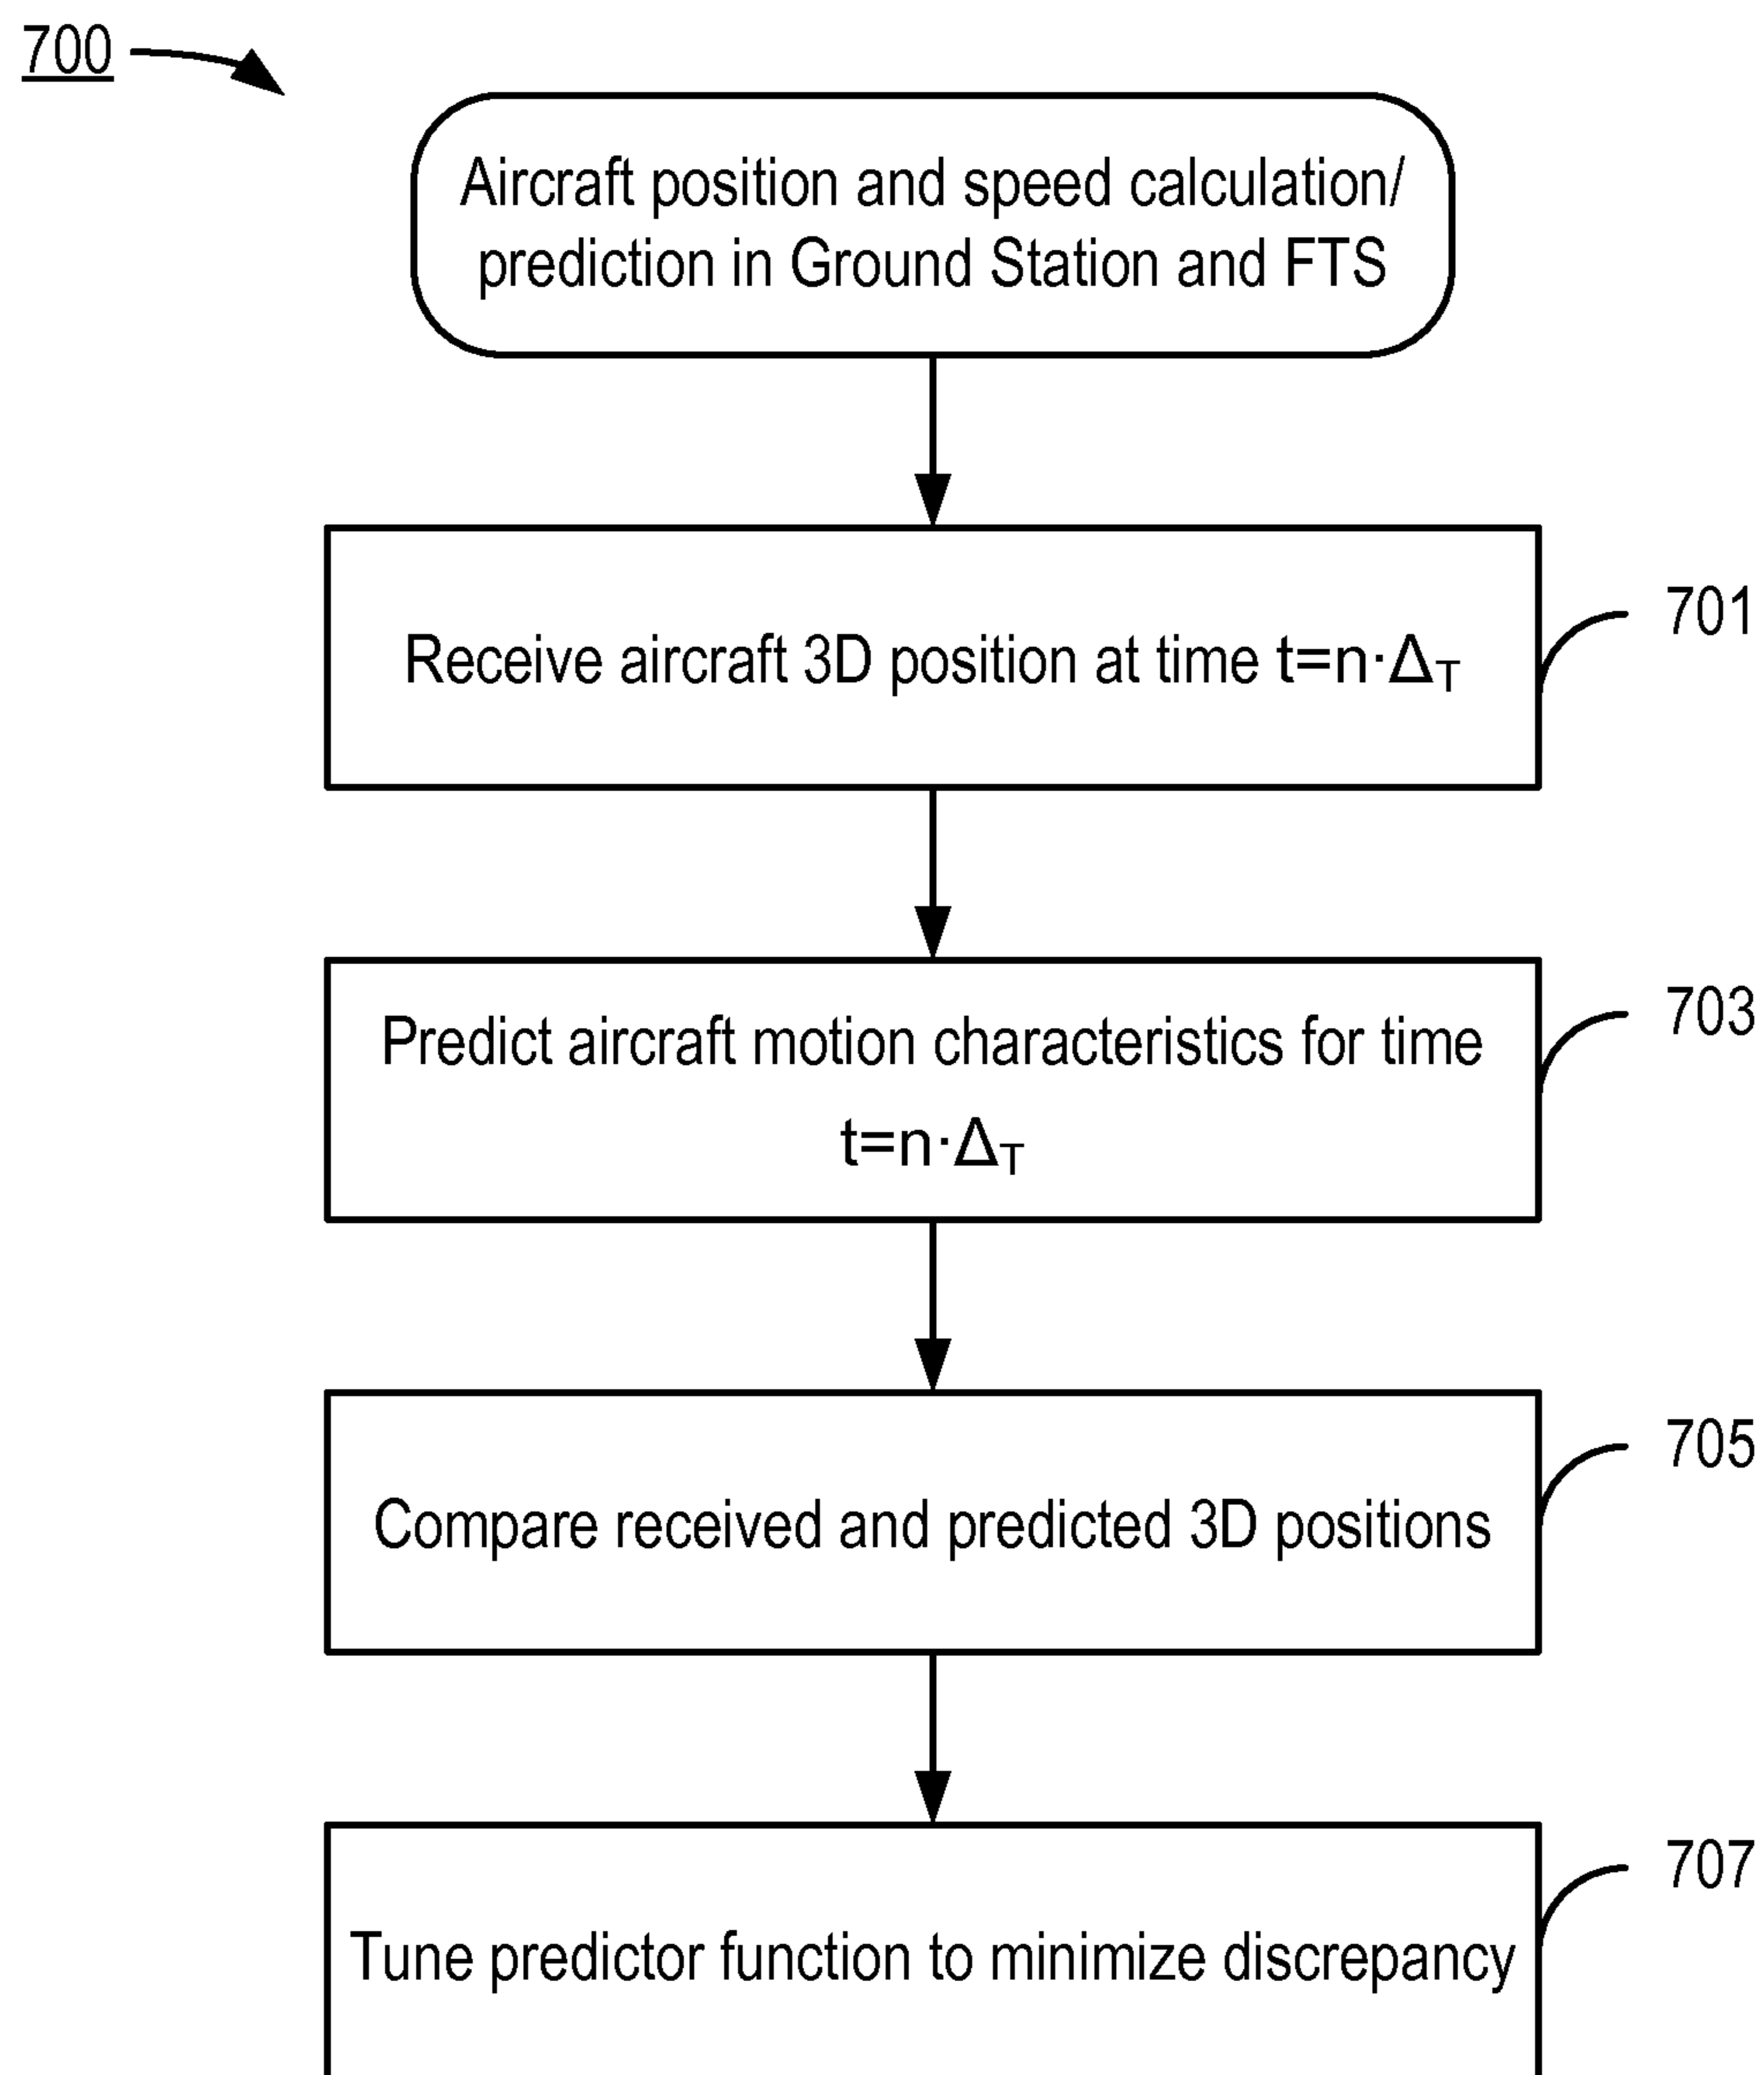 700
Aircraft position and speed calculation/
prediction in Ground Station and FTS
701
Receive aircraft 3D position at time t=n·ΔT
703
Predict aircraft motion characteristics for time
t=n·ΔT
705
Compare received and predicted 3D positions
707
Tune predictor function to minimize discrepancy